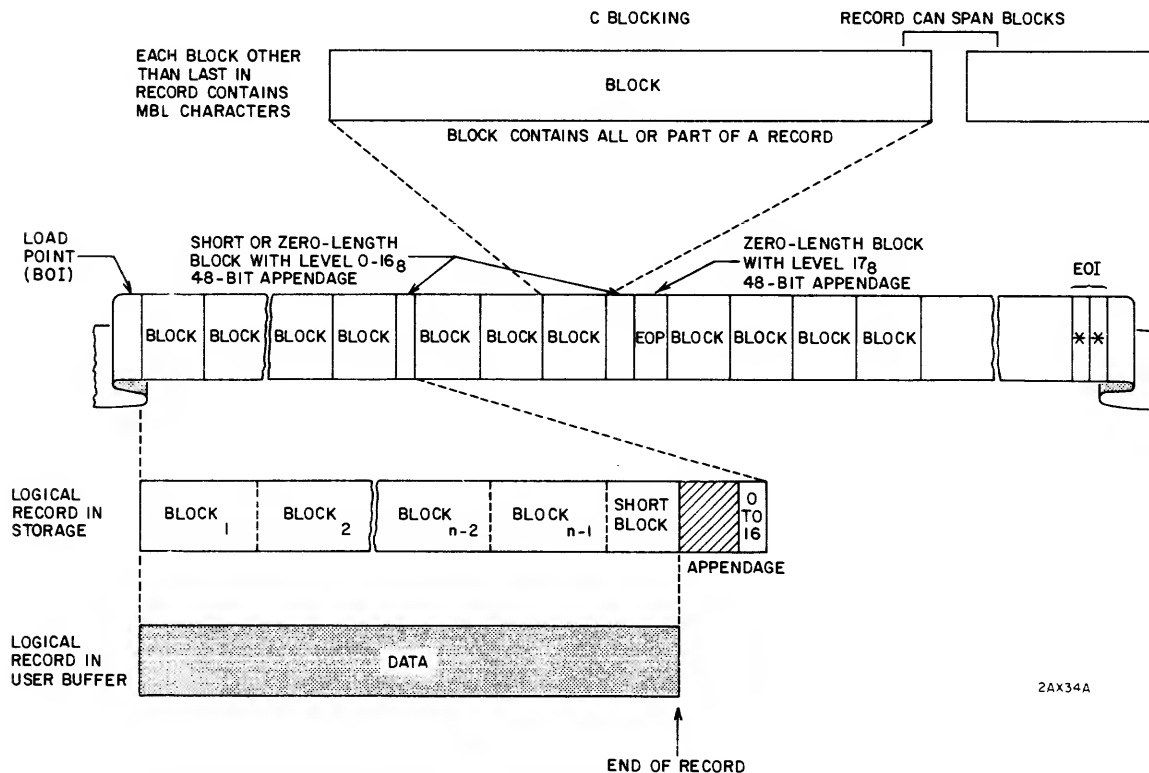 C BLOCKING
RECORD CAN SPAN BLOCKS
EACH BLOCK OTHER
THAN LAST IN
RECORD CONTAINS
MBL CHARACTERS
BLOCK
BLOCK CONTAINS ALL OR PART OF A RECORD
LOAD
POINT
(BOI)
SHORT OR ZERO-LENGTH
BLOCK WITH LEVEL 0-16₈
48-BIT APPENDAGE
ZERO-LENGTH BLOCK
WITH LEVEL 17₈
48-BIT APPENDAGE
EOI
BLOCK BLOCK BLOCK BLOCK BLOCK BLOCK BLOCK EOP BLOCK BLOCK BLOCK BLOCK * *
LOGICAL
RECORD IN
STORAGE
BLOCK 1
BLOCK 2
BLOCK n-2
BLOCK n-1
SHORT
BLOCK
0
TO
16
APPENDAGE
LOGICAL
RECORD IN
USER BUFFER
DATA
2AX34A
END OF RECORD